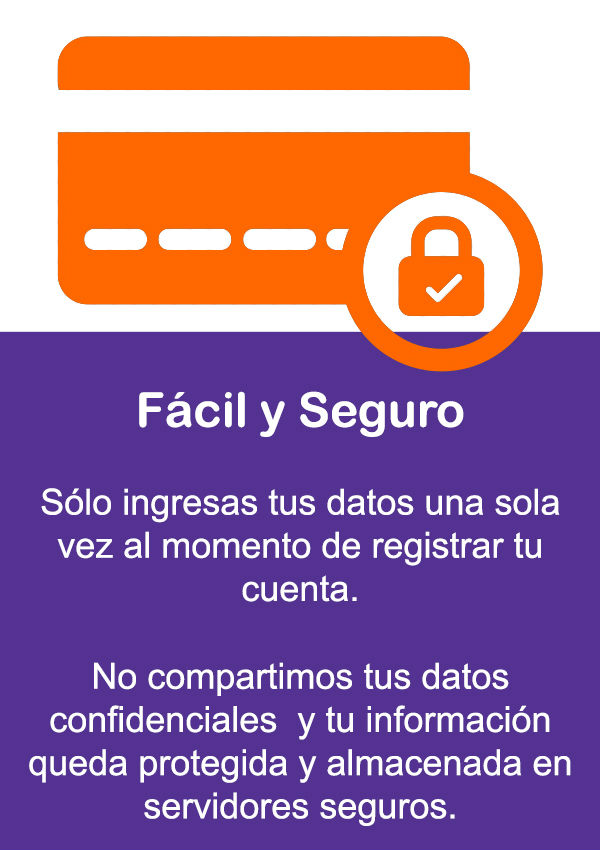 Fácil y Seguro
Sólo ingresas tus datos una sola
vez al momento de registrar tu
cuenta.
No compartimos tus datos
confidenciales y tu información
queda protegida y almacenada en
servidores seguros.